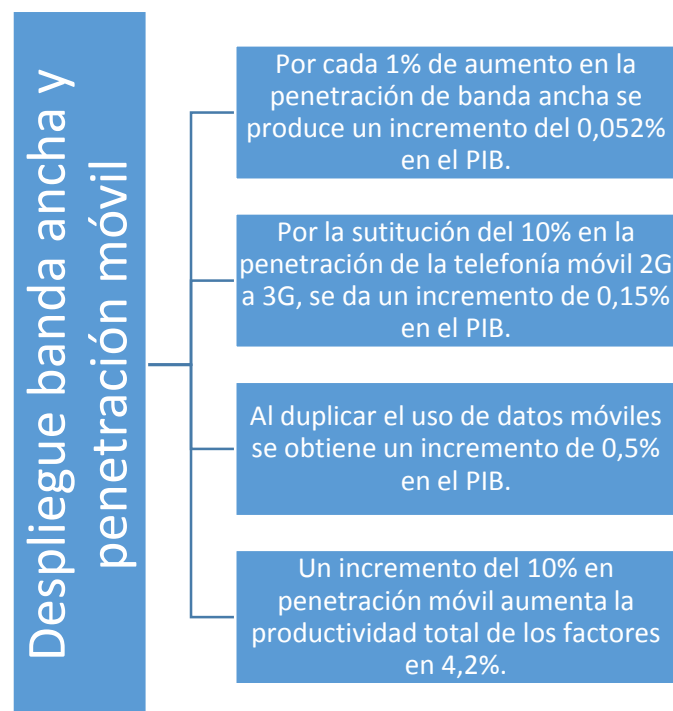 Despliegue banda ancha y
penetración móvil
Por cada 1% de aumento en la
penetración de banda ancha se
produce un incremento del 0,052%
en el PIB.
Por la sutitución del 10% en la
penetración de la telefonía móvil 2G
a 3G, se da un incremento de 0,15%
en el PIB.
Al duplicar el uso de datos móviles
se obtiene un incremento de 0,5%
en el PIB.
Un incremento del 10% en
penetración móvil aumenta la
productividad total de los factores
en 4,2%.